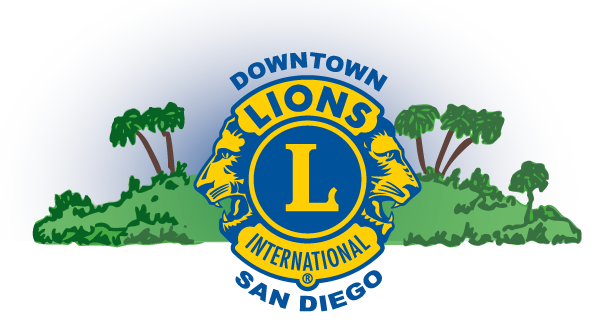 DOWNTOWN
LIONS
L
INTERNATIONAL
®
SAN DIEGO